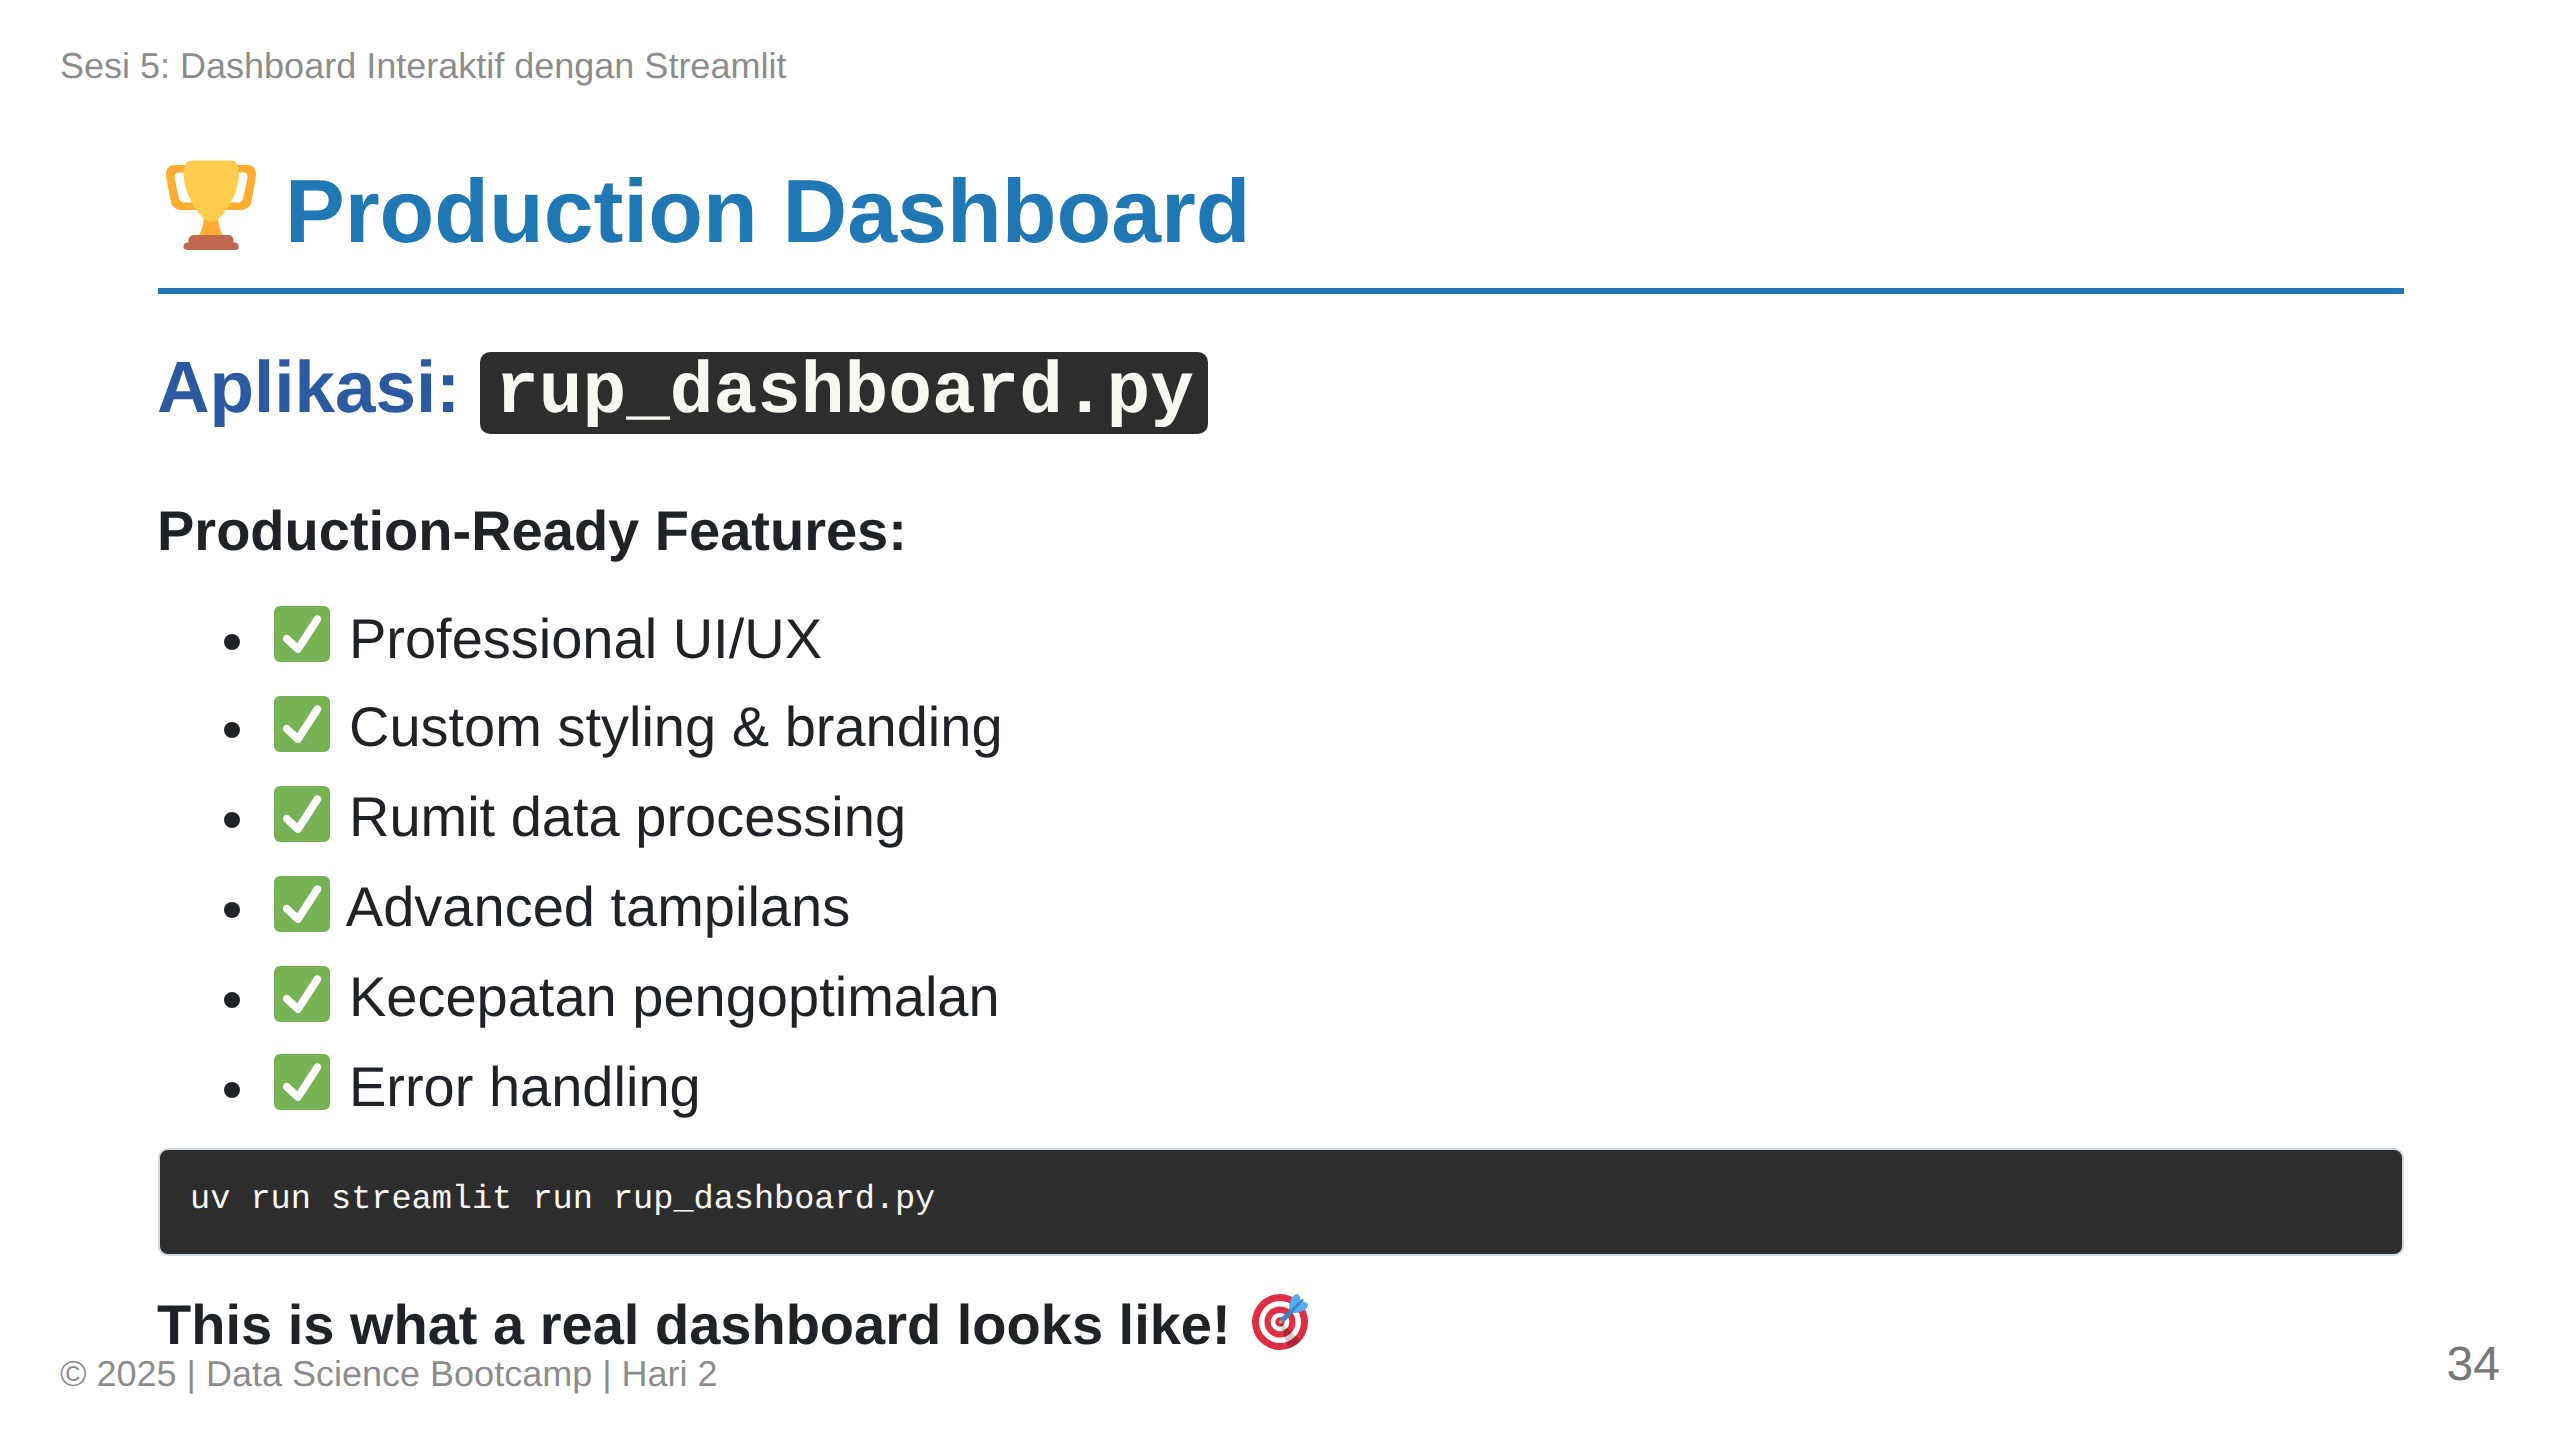 Sesi 5: Dashboard Interaktif dengan Streamlit
🏆 Production Dashboard
Aplikasi: rup_dashboard.py
Production-Ready Features:
• ✅ Professional UI/UX
• ✅ Custom styling & branding
• ✅ Rumit data processing
• ✅ Advanced tampilans
• ✅ Kecepatan pengoptimalan
• ✅ Error handling
uv run streamlit run rup_dashboard.py
This is what a real dashboard looks like! 🎯
© 2025 | Data Science Bootcamp | Hari 2
34